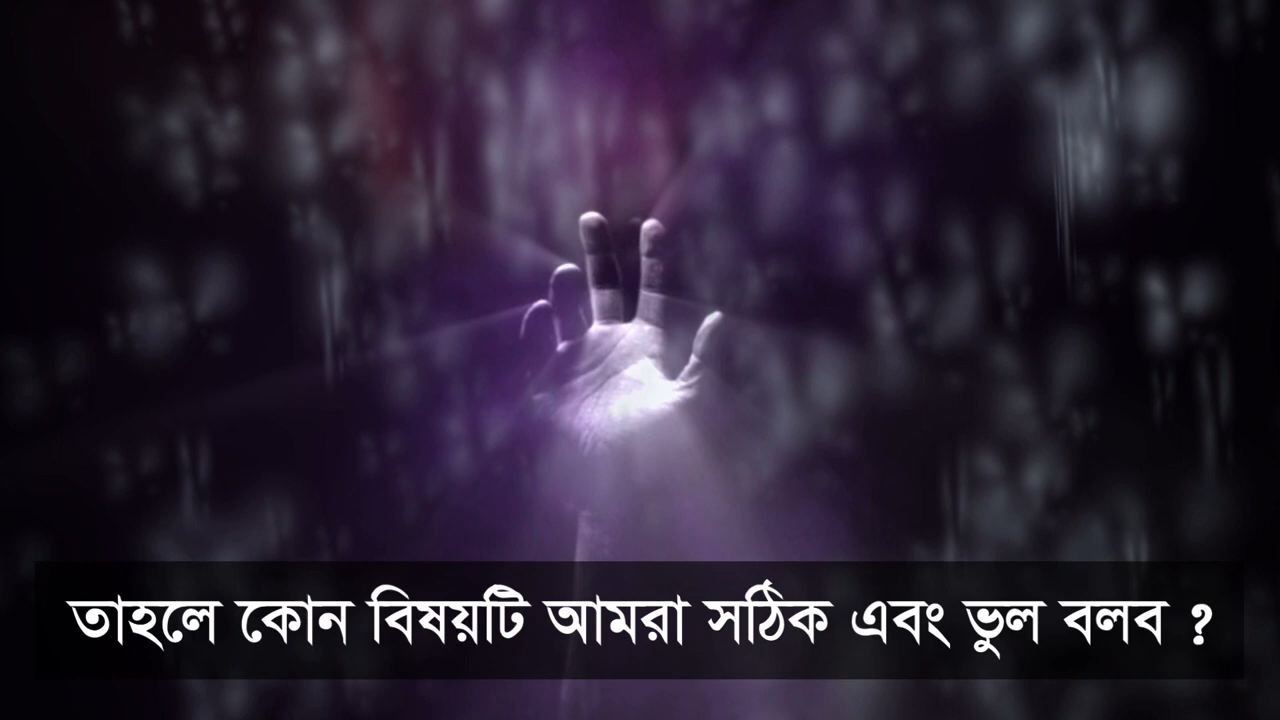 তাহলে কোন বিষয়টি আমরা সঠিক এবং ভুল বলব ?